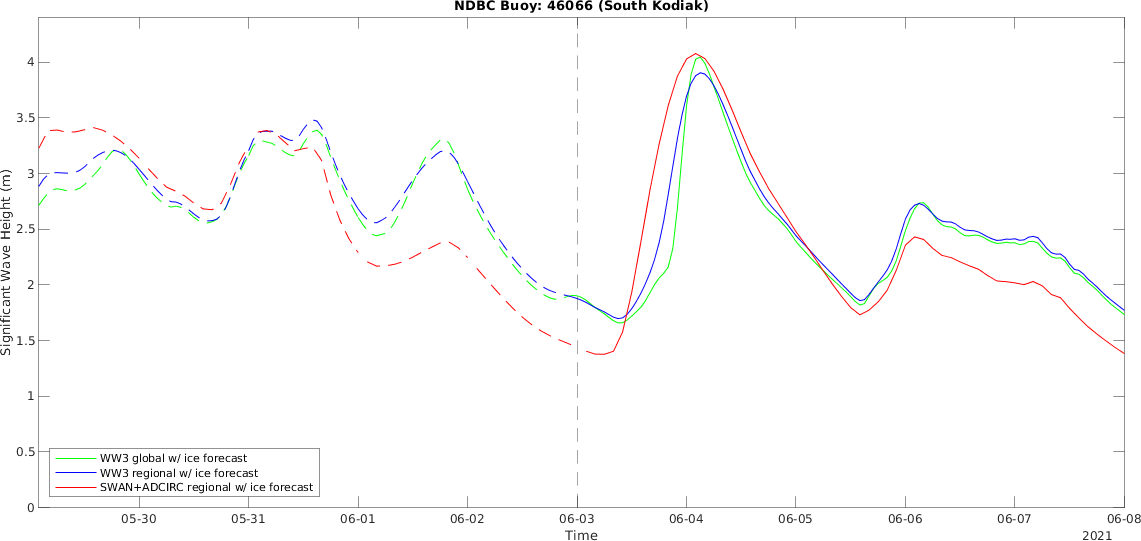 NDBC Buoy: 46066 (South Kodiak)
Significant Wave Height (m)
4
3.5
3
2.5
2
1.5
1
0.5
0
WW3 global w/ ice forecast
WW3 regional w/ ice forecast
SWAN+ADCIRC regional w/ ice forecast
05-30 05-31 06-01 06-02 06-03 06-04 06-05 06-06 06-07 06-08
Time
2021